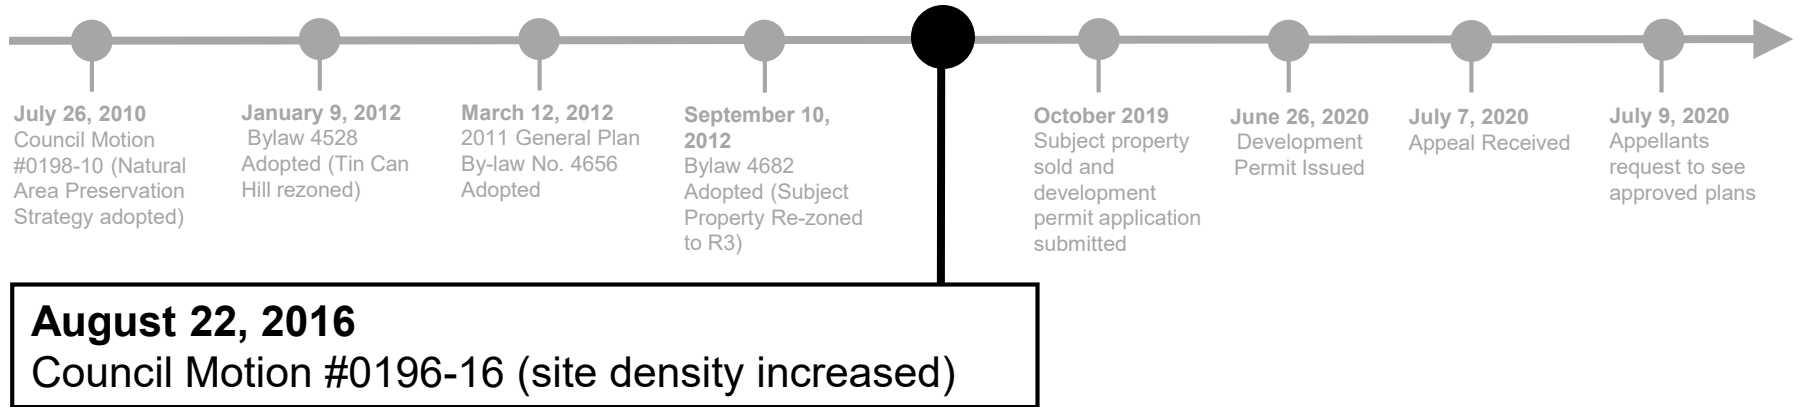 July 26, 2010
Council Motion
#0198-10 (Natural
Area Preservation
Strategy adopted)
January 9, 2012
Bylaw 4528
Adopted (Tin Can
Hill rezoned)
March 12, 2012
2011 General Plan
By-law No. 4656
Adopted
September 10,
2012
Bylaw 4682
Adopted (Subject
Property Re-zoned
to R3)
October 2019
Subject property
sold and
development
permit application
submitted
June 26, 2020
Development
Permit Issued
July 7, 2020
Appeal Received
July 9, 2020
Appellants
request to see
approved plans
August 22, 2016
Council Motion #0196-16 (site density increased)